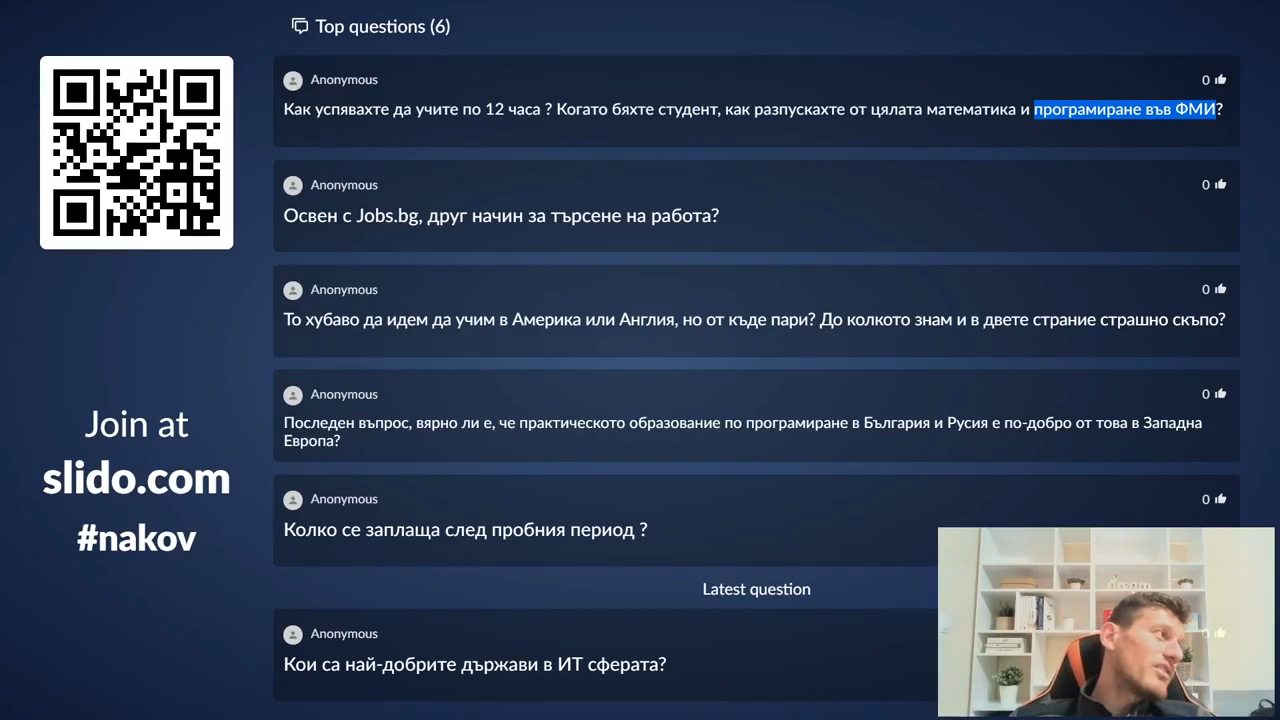 Top questions (6)
Anonymous
0
Как успявахте да учите по 12 часа ? Когато бяхте студент, как разпускахте от цялата математика и програмиране във ФМИ?
Anonymous
0
Освен с Jobs.bg, друг начин за търсене на работа?
Anonymous
0
То хубаво да идем да учим в Америка или Англия, но от къде пари? До колкото знам и в двете страние страшно скъпо?
Anonymous
0
Последен въпрос, вярно ли е, че практическото образование по програмиране в България и Русия е по-добро от това в Западна
Европа?
Anonymous
0
Колко се заплаща след пробния период ?
Latest question
Anonymous
Кои са най-добрите държави в ИТ сферата?
Join at
slido.com
#nakov
dream